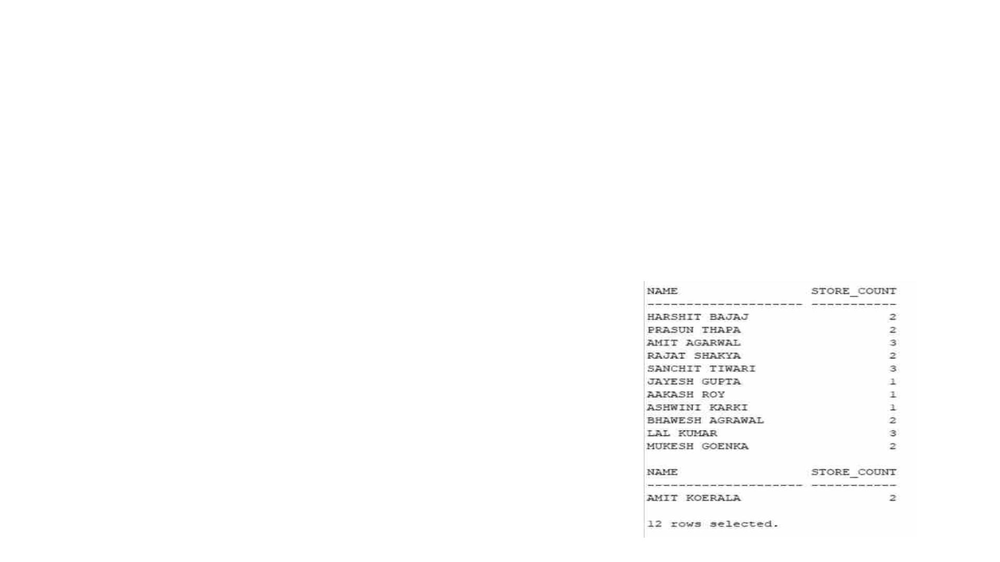 NAME STORE_COUNT
-------------------- -----------
HARSHIT BAJAJ 2
PRASUN THAPA 2
AMIT AGARWAL 3
RAJAT SHAKYA 2
SANCHIT TIWARI 3
JAYESH GUPTA 1
AAKASH ROY 1
ASHWINI KARKI 1
BHAWESH AGRAWAL 2
LAL KUMAR 3
MUKESH GOENKA 2
NAME STORE_COUNT
-------------------- -----------
AMIT KOERALA 2
12 rows selected.